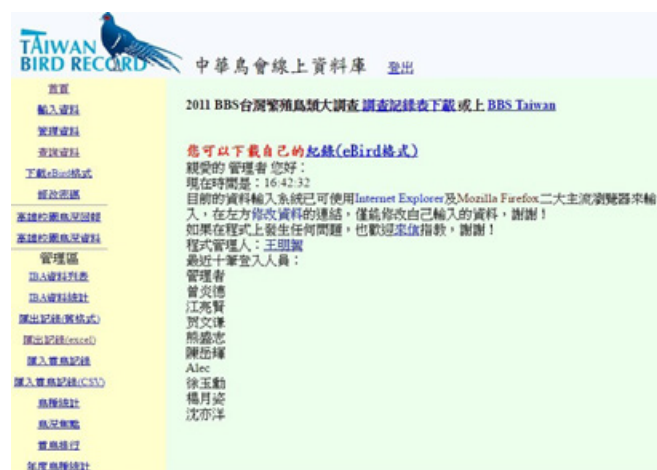 TAIWAN
BIRD RECORD
中華鳥會線上資料庫 登出
首頁
輸入資料
管理資料
查詢資料
下載eBird格式
修改密碼
高雄校園鳥況回報
高雄校園鳥況資料
管理區
IBA資料列表
IBA資料統計
匯出記錄(舊格式)
匯出記錄(excel)
匯入賞鳥記錄
匯入賞鳥記錄(CSV)
鳥種統計
鳥況焦點
賞鳥排行
年度鳥種統計
2011 BBS台灣繁殖鳥類大調查 調查記錄表下載 或上 BBS Taiwan
您可以下載自己的紀錄(eBird格式)
親愛的 管理者 您好：
現在時間是：16:42:32
目前的資料輸入系統已可使用Internet Explorer及Mozilla Firefox二大主流瀏覽器來輸
入，在左方修改資料的連結，僅能修改自己輸入的資料，謝謝！
如果在程式上發生任何問題，也歡迎來信指教，謝謝！
程式管理人：王明智
最近十筆登入人員：
管理者
曾炎德
江亮賢
贺文谦
熊盛志
陳岳輝
Alec
徐玉勳
楊月姿
沈亦洋